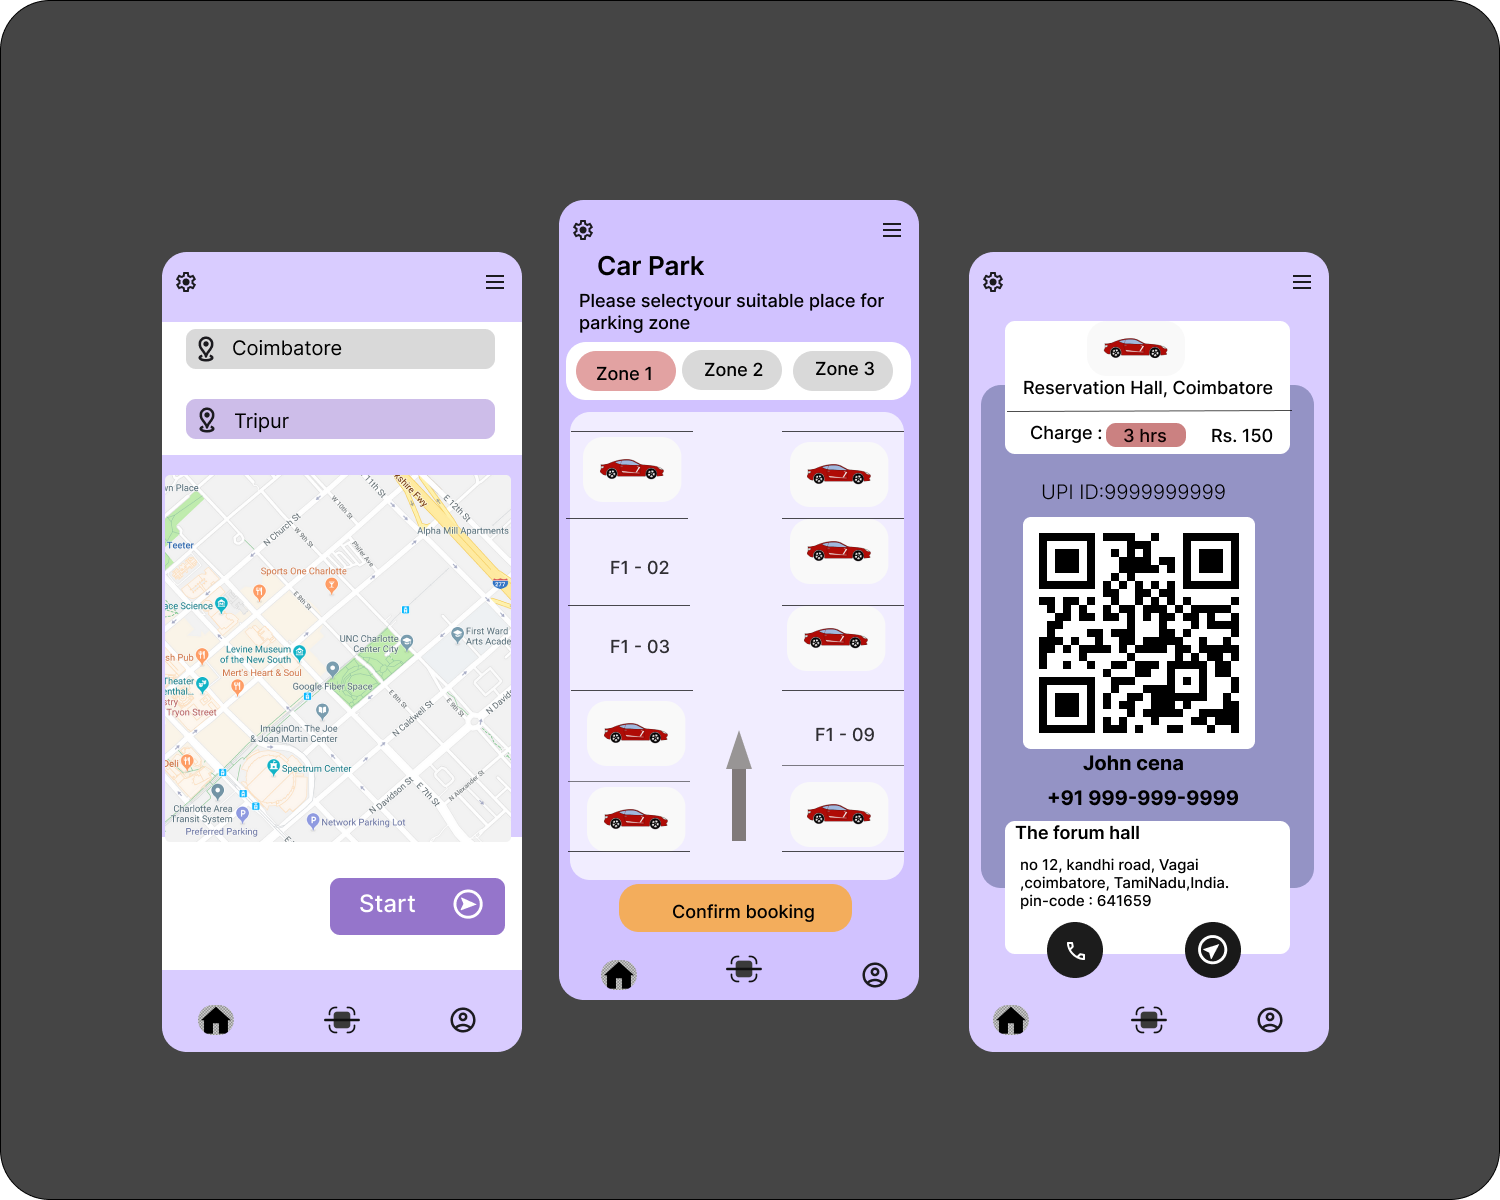 Coimbatore
Tripur
wn Place
11th St
kshire Fwy
E 12th St
W 10th St
N Church St
W 9th St
Alpha Mill Apartments
Teeter
Phifer Ave
Sports One Charlotte
277
E 8th St
ace Science
UNC Charlotte
Center City
First Ward
Arts Acade
Levine Museum
of the New South
sh Pub
Mert's Heart & Soul
Theater
enthal...
stry
Google Fiber Space
E 8th St
E 9th St
N Davids
Tryon Street
N Caldwell St
ImaginOn: The Joe
& Joan Martin Center
Deli
Spectrum Center
N Davidson St
E 7th St
N Alexander St
Charlotte Area
Transit System
P
Preferred Parking
P
Network Parking Lot
Start
Car Park
Please selectyour suitable place for
parking zone
Zone 1
Zone 2
Zone 3
F1 - 02
F1 - 03
F1 - 09
Confirm booking
Reservation Hall, Coimbatore
Charge : 3 hrs Rs. 150
UPI ID:9999999999
John cena
+91 999-999-9999
The forum hall
no 12, kandhi road, Vagai
,coimbatore, TamiNadu,India.
pin-code : 641659